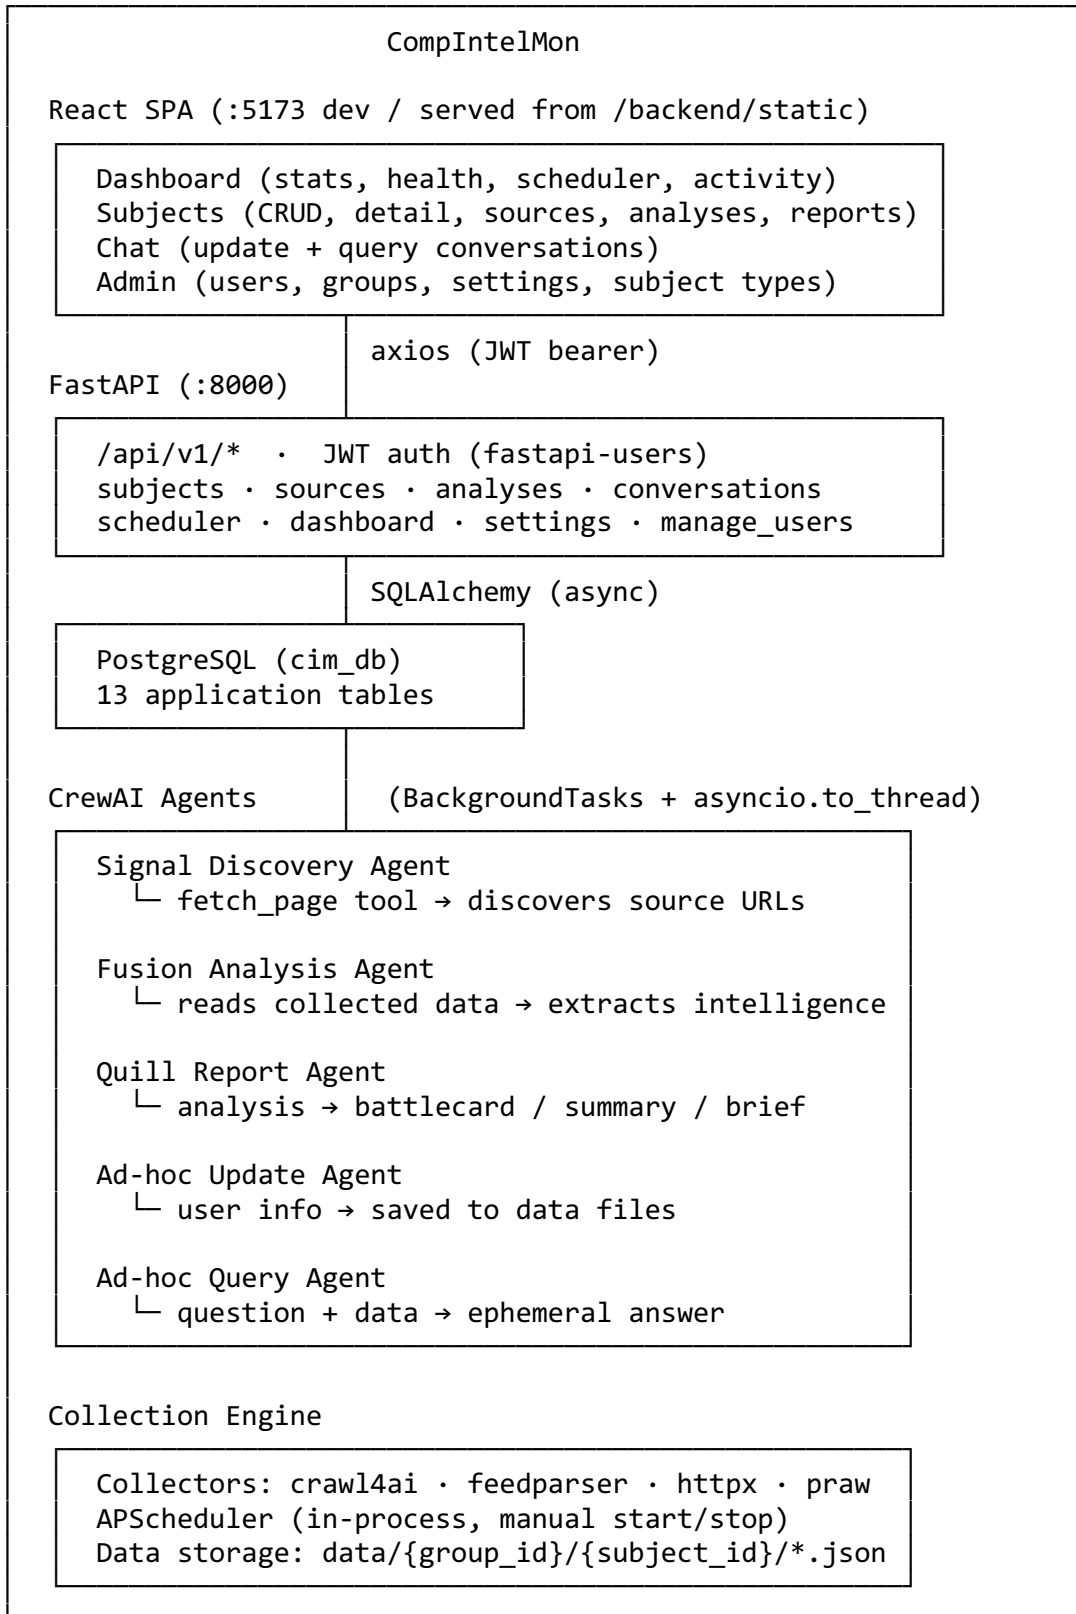 CompIntelMon
React SPA (:5173 dev / served from /backend/static)
Dashboard (stats, health, scheduler, activity)
Subjects (CRUD, detail, sources, analyses, reports)
Chat (update + query conversations)
Admin (users, groups, settings, subject types)
axios (JWT bearer)
FastAPI (:8000)
/api/v1/* · JWT auth (fastapi-users)
subjects · sources · analyses · conversations
scheduler · dashboard · settings · manage_users
SQLAlchemy (async)
PostgreSQL (cim_db)
13 application tables
CrewAI Agents (BackgroundTasks + asyncio.to_thread)
Signal Discovery Agent
└─ fetch_page tool → discovers source URLs
Fusion Analysis Agent
└─ reads collected data → extracts intelligence
Quill Report Agent
└─ analysis → battlecard / summary / brief
Ad-hoc Update Agent
└─ user info → saved to data files
Ad-hoc Query Agent
└─ question + data → ephemeral answer
Collection Engine
Collectors: crawl4ai · feedparser · httpx · praw
APScheduler (in-process, manual start/stop)
Data storage: data/{group_id}/{subject_id}/*.json